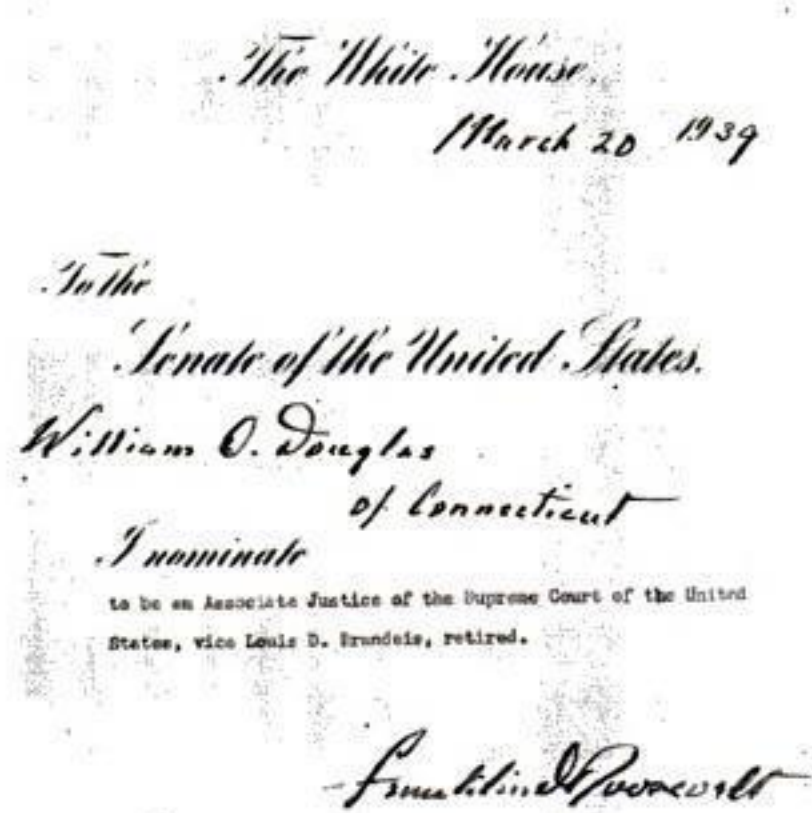 The White House,
March 20 1939
To the
Senate of the United States.
William O. Douglas
of Connecticut
I nominate
to be an Associate Justice of the Supreme Court of the United
States, vice Louis D. Brandeis, retired.
Franklin D Roosevelt